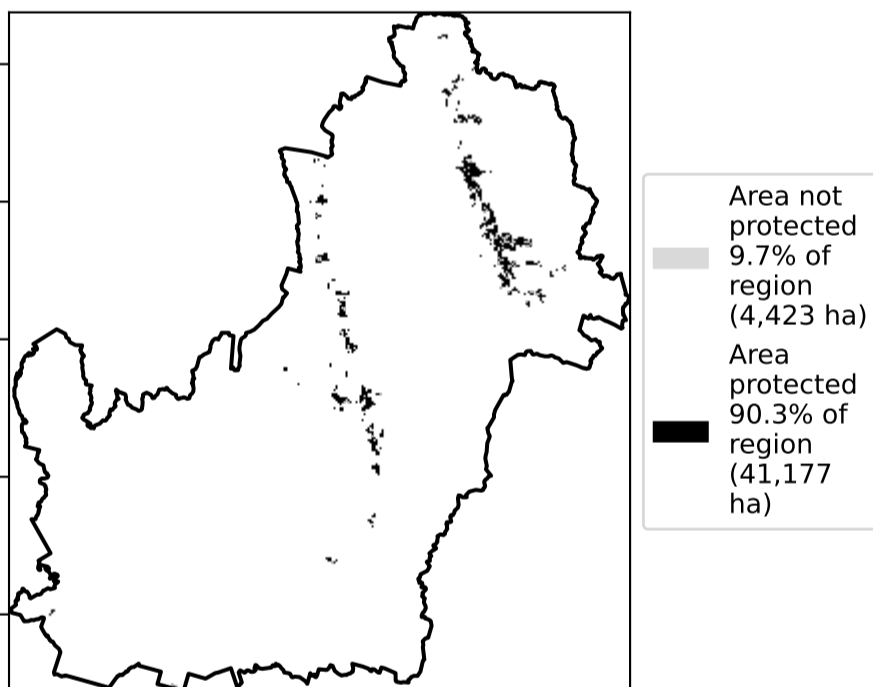 Area not
protected
9.7% of
region
(4,423 ha)
Area
protected
90.3% of
region
(41,177
ha)